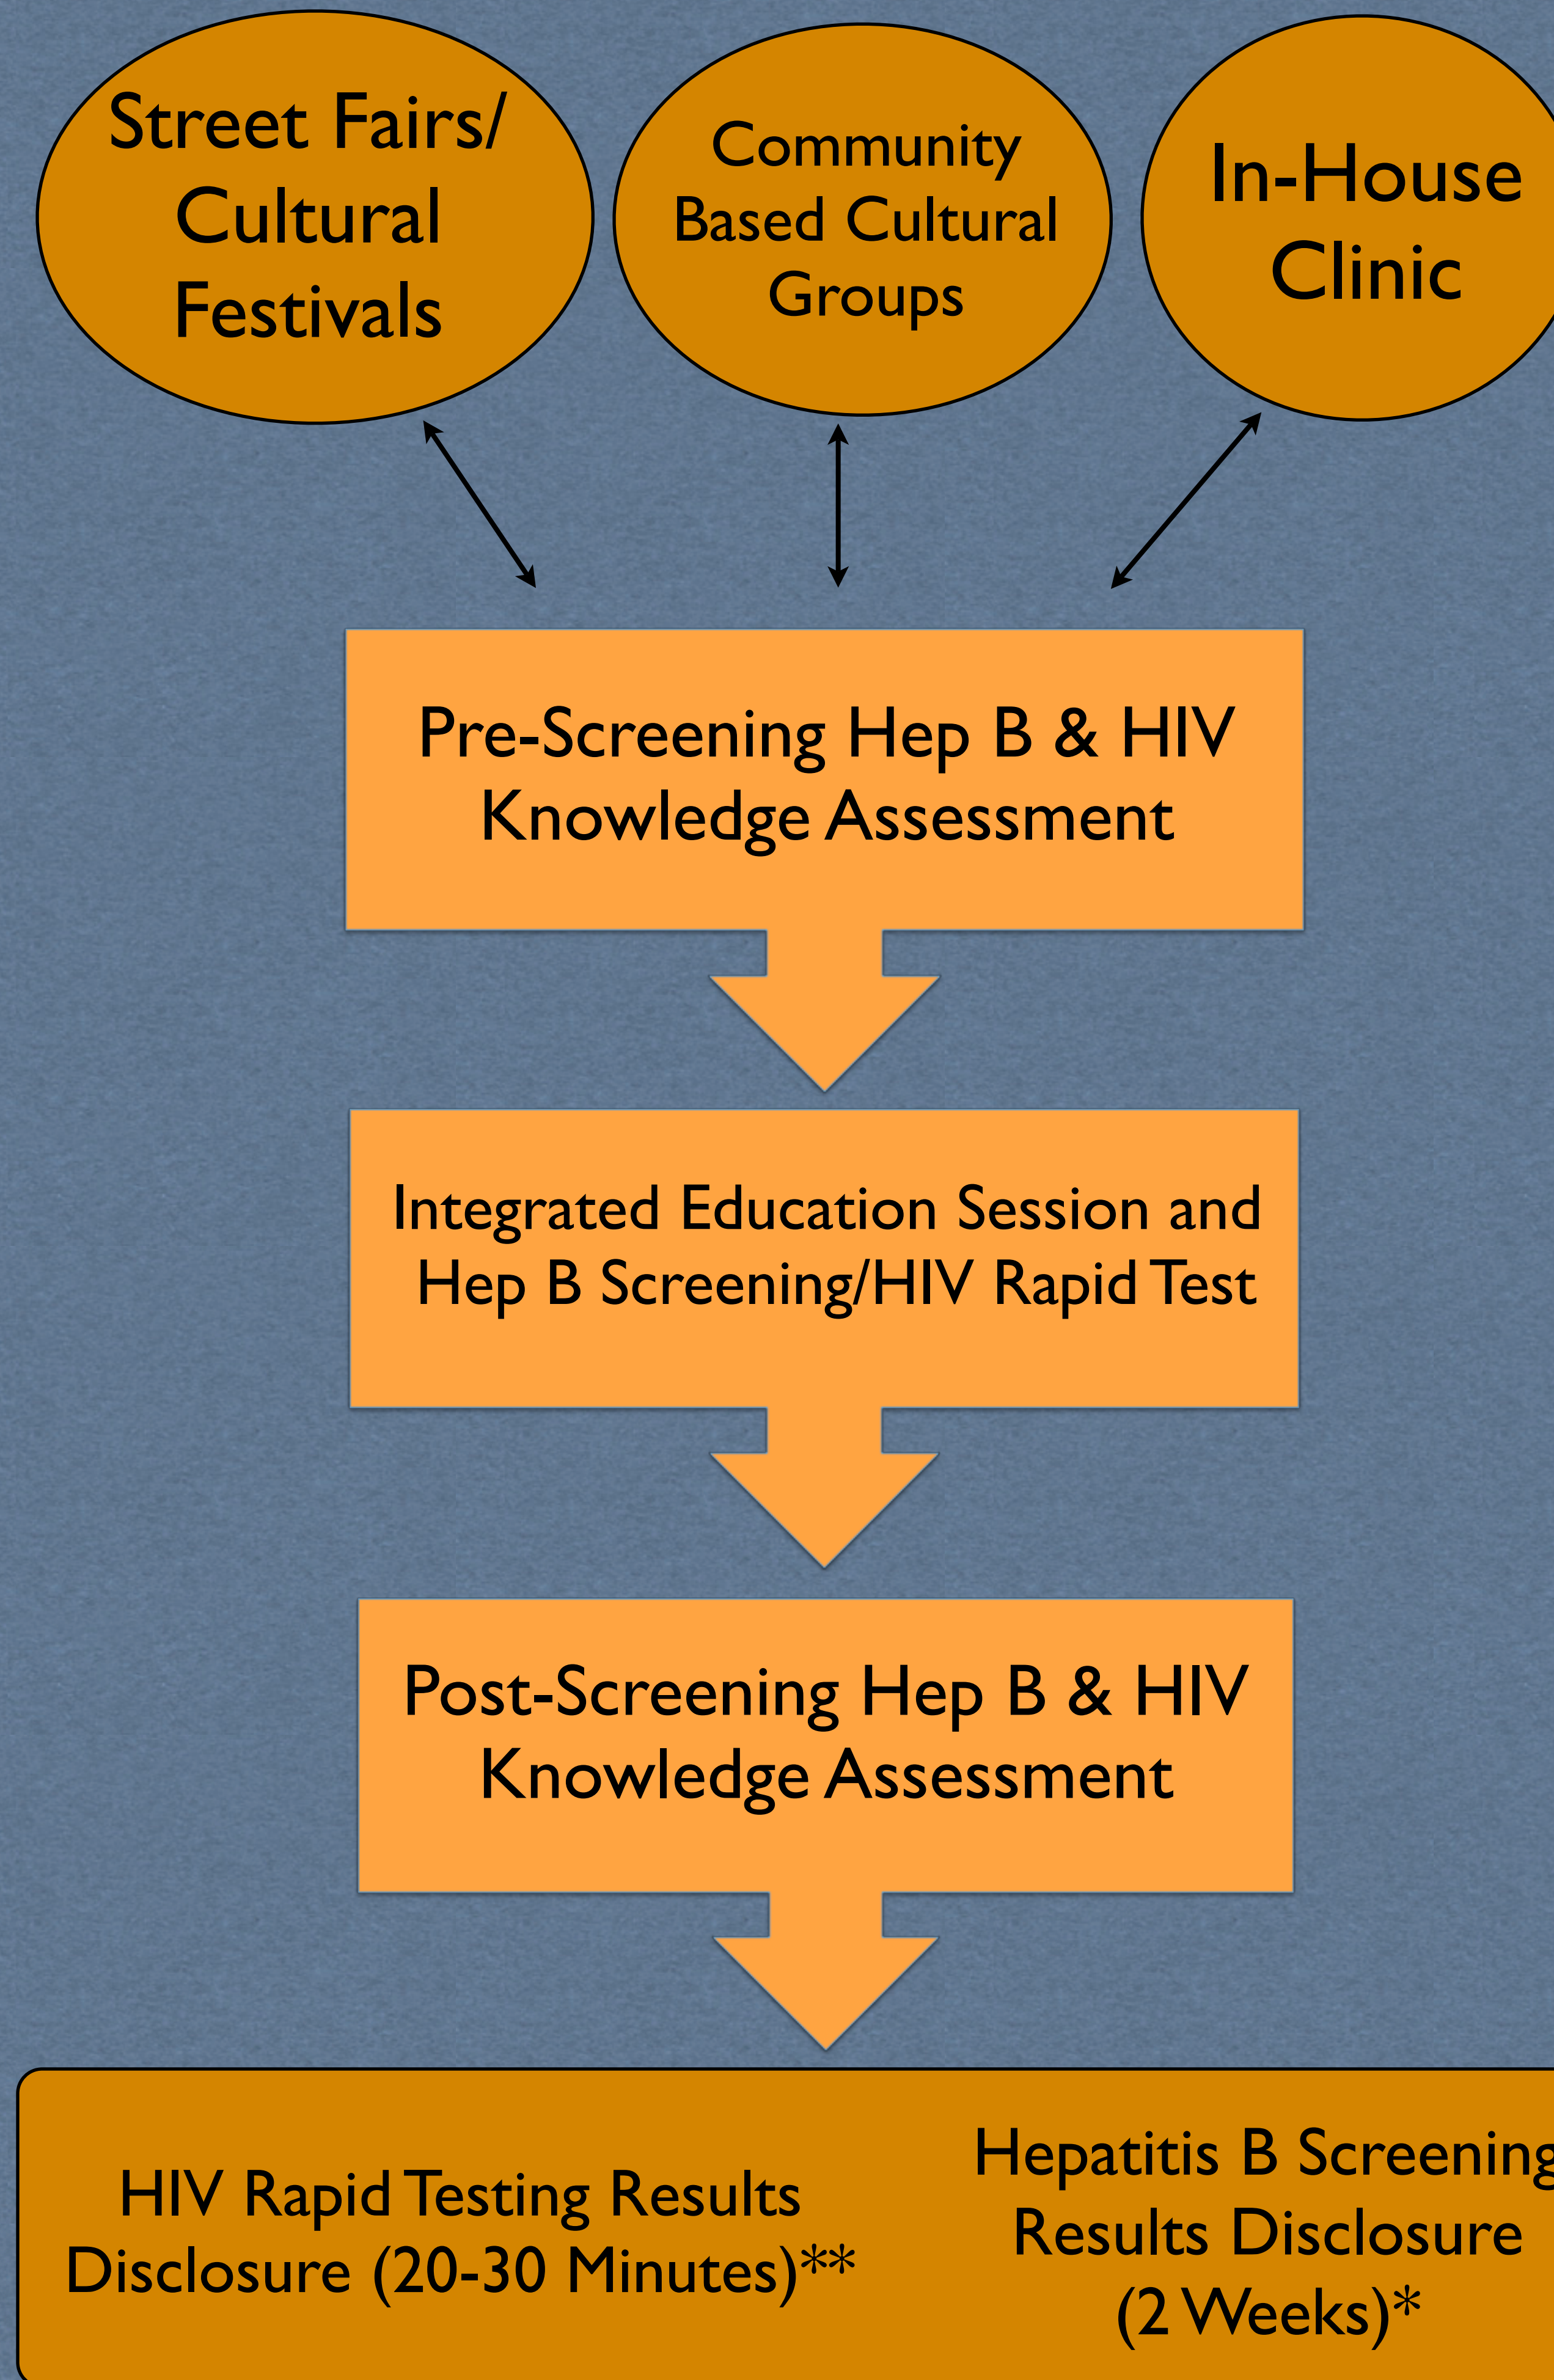 Street Fairs/
Cultural
Festivals
Community
Based Cultural
Groups
In-House
Clinic
Pre-Screening Hep B & HIV
Knowledge Assessment
Integrated Education Session and
Hep B Screening/HIV Rapid Test
Post-Screening Hep B & HIV
Knowledge Assessment
HIV Rapid Testing Results
Disclosure (20-30 Minutes)**
Hepatitis B Screening
Results Disclosure
(2 Weeks)*